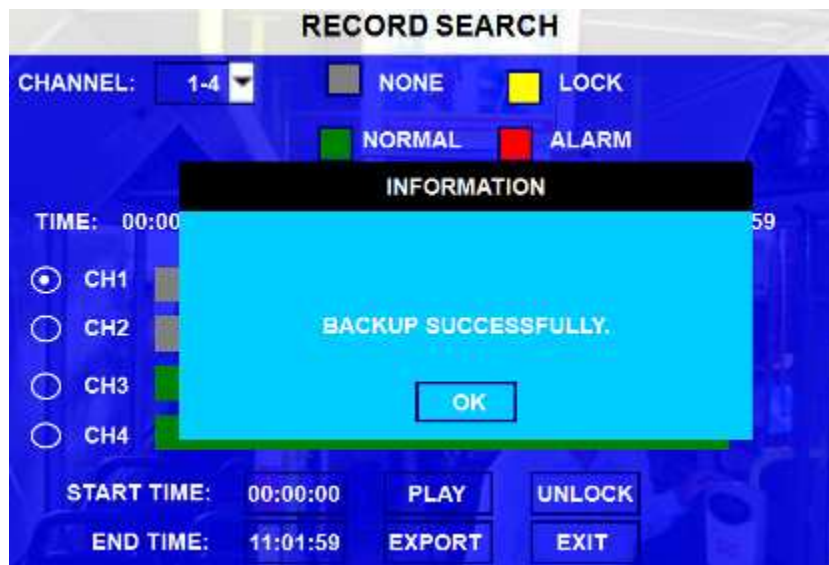 RECORD SEARCH
CHANNEL: 1-4 NONE LOCK
NORMAL ALARM
INFORMATION
TIME: 00:00 59
CH1
CH2 BACKUP SUCCESSFULLY.
CH3 OK
CH4
START TIME: 00:00:00 PLAY UNLOCK
END TIME: 11:01:59 EXPORT EXIT